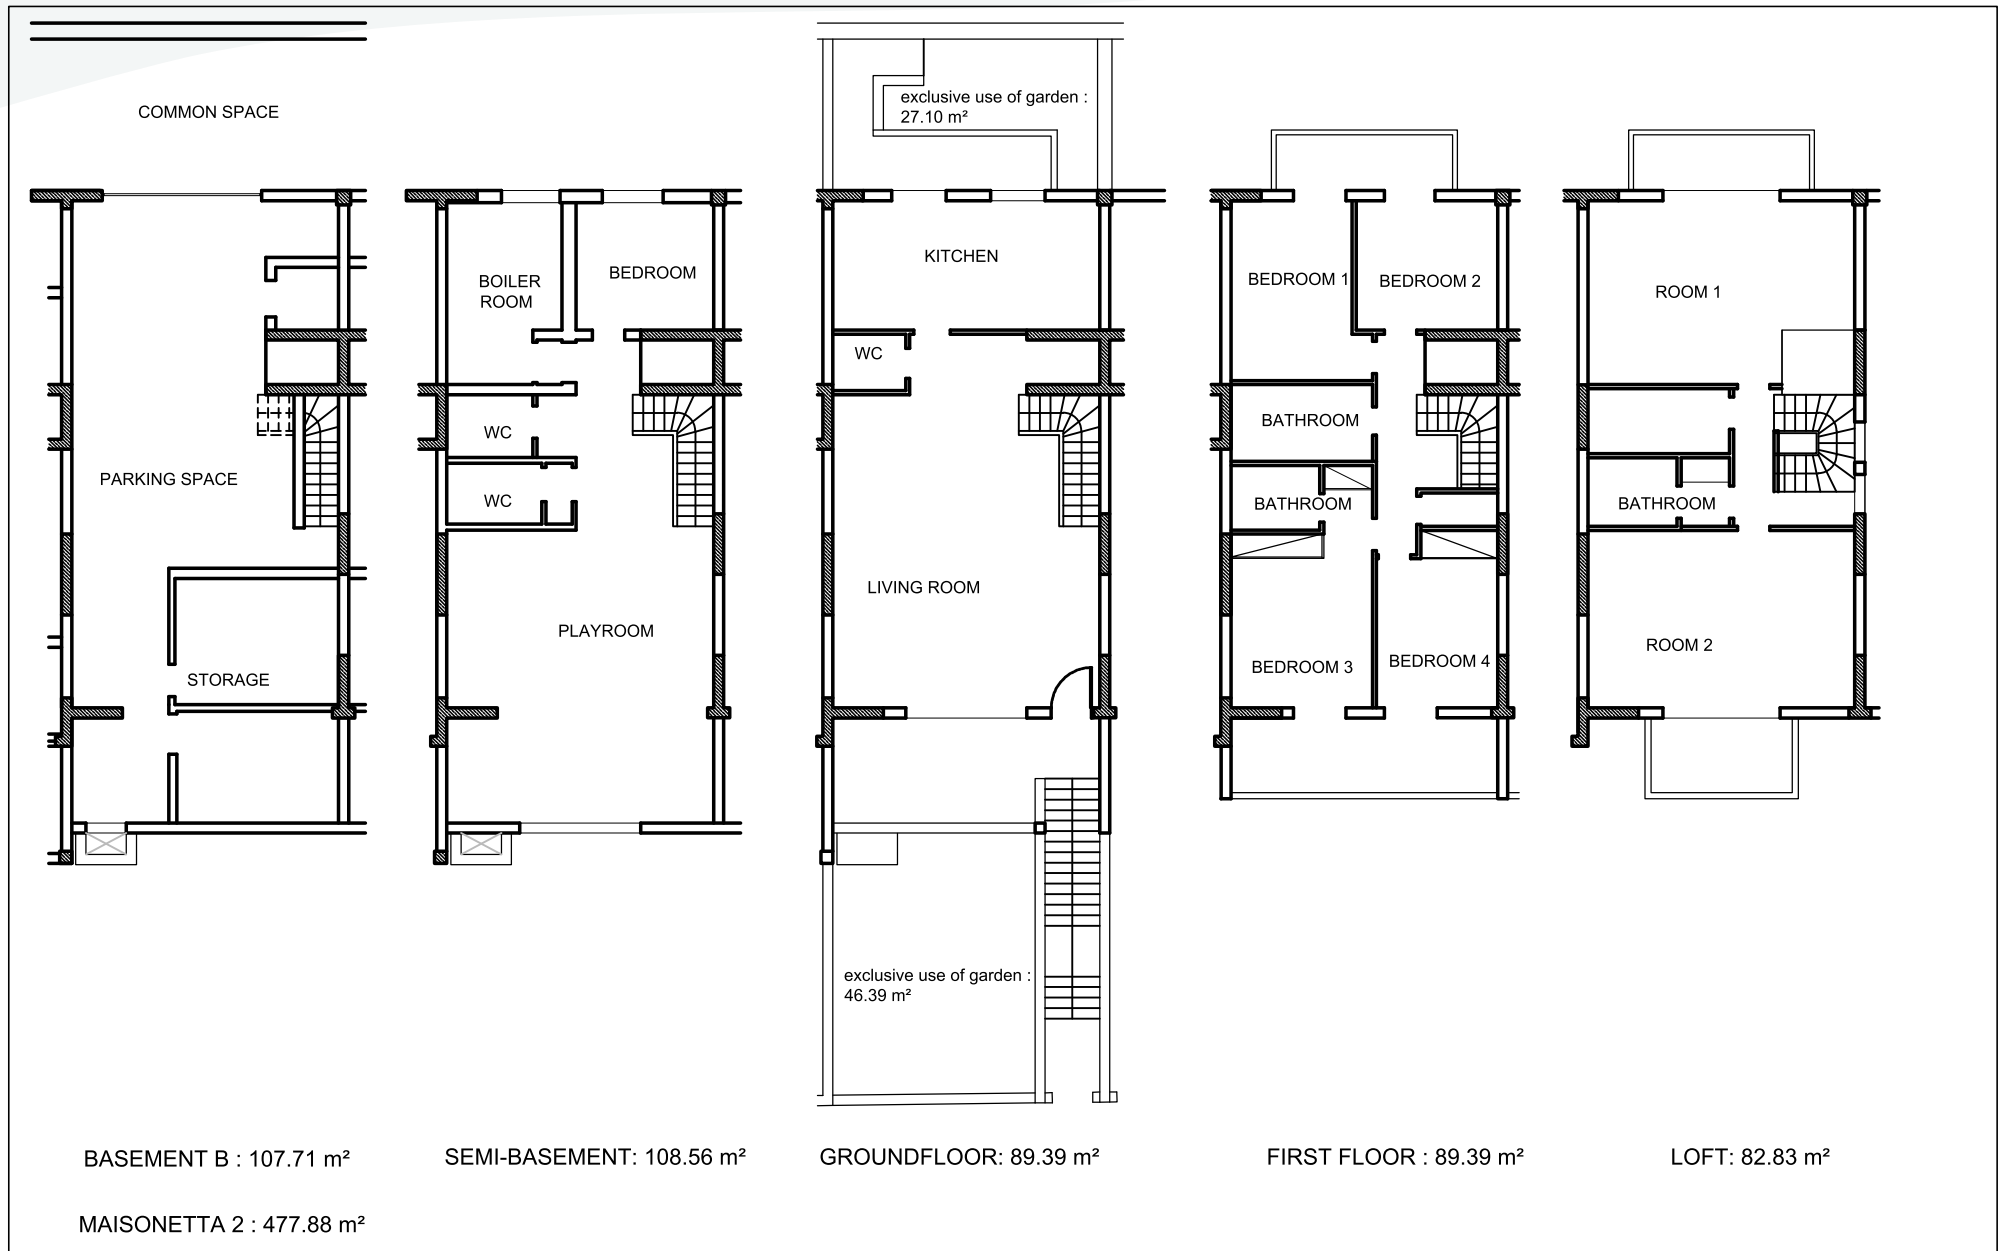 COMMON SPACE
PARKING SPACE
STORAGE
BASEMENT B : 107.71 m²
BOILER
ROOM
BEDROOM
WC
WC
PLAYROOM
SEMI-BASEMENT: 108.56 m²
exclusive use of garden :
27.10 m²
KITCHEN
WC
LIVING ROOM
exclusive use of garden :
46.39 m²
GROUNDFLOOR: 89.39 m²
BEDROOM 1
BEDROOM 2
BATHROOM
BATHROOM
BEDROOM 3
BEDROOM 4
FIRST FLOOR : 89.39 m²
ROOM 1
BATHROOM
ROOM 2
LOFT: 82.83 m²
MAISONETTA 2 : 477.88 m²